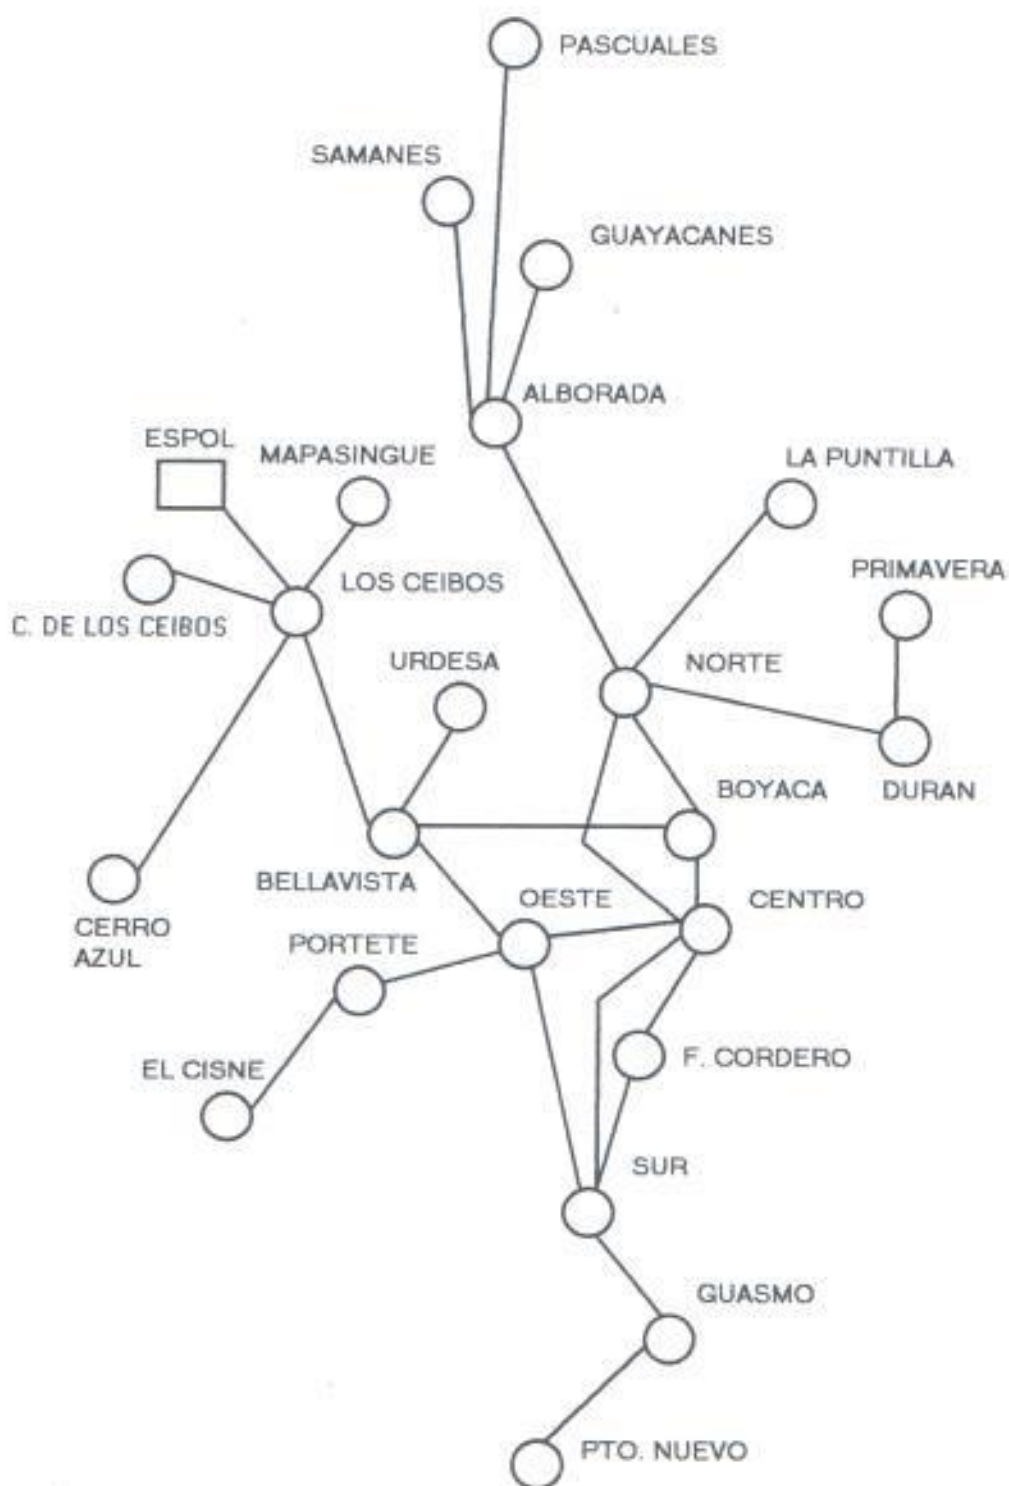 PASCUALES
SAMANES
GUAYACANES
ALBORADA
ESPOL
MAPASINGUE
LA PUNTILLA
LOS CEIBOS
PRIMAVERA
C. DE LOS CEIBOS
URDESA
NORTE
BOYACA
DURAN
BELLAVISTA
OESTE
CENTRO
CERRO
AZUL
PORTETE
F. CORDERO
EL CISNE
SUR
GUASMO
PTO. NUEVO